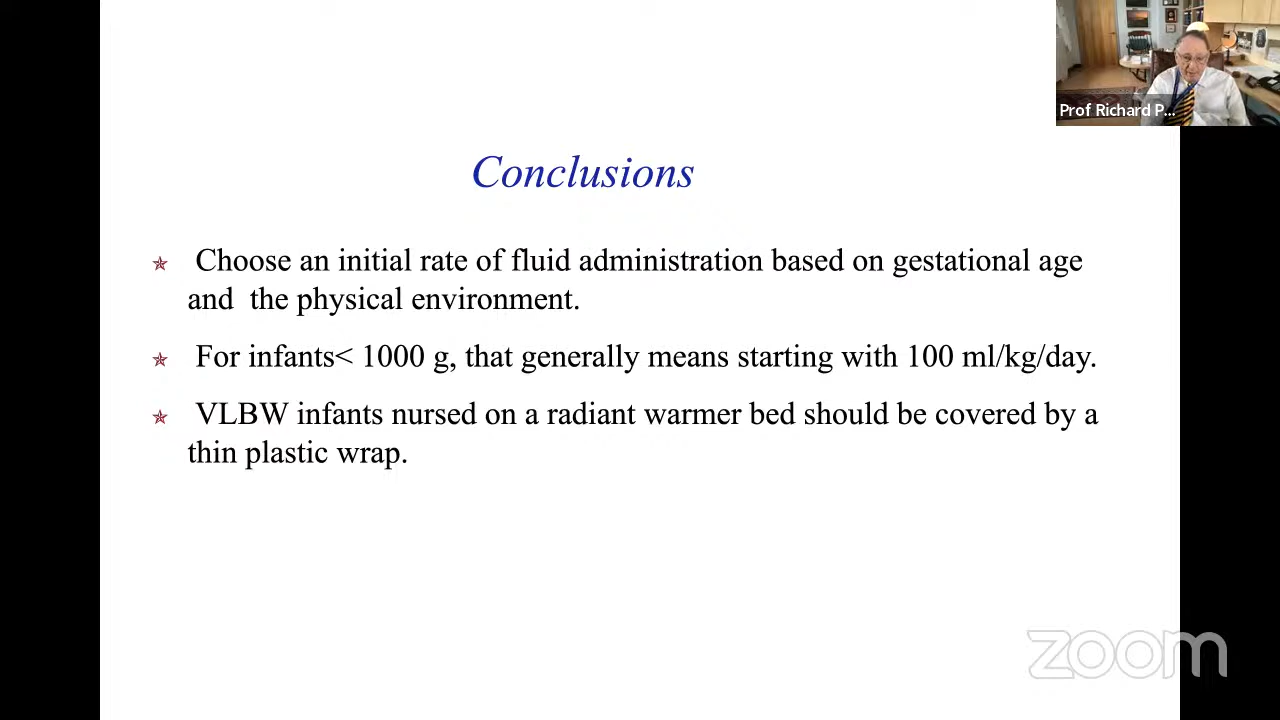 Prof Richard P...
Conclusions
Choose an initial rate of fluid administration based on gestational age
and the physical environment.
For infants< 1000 g, that generally means starting with 100 ml/kg/day.
VLBW infants nursed on a radiant warmer bed should be covered by a
thin plastic wrap.
zoom